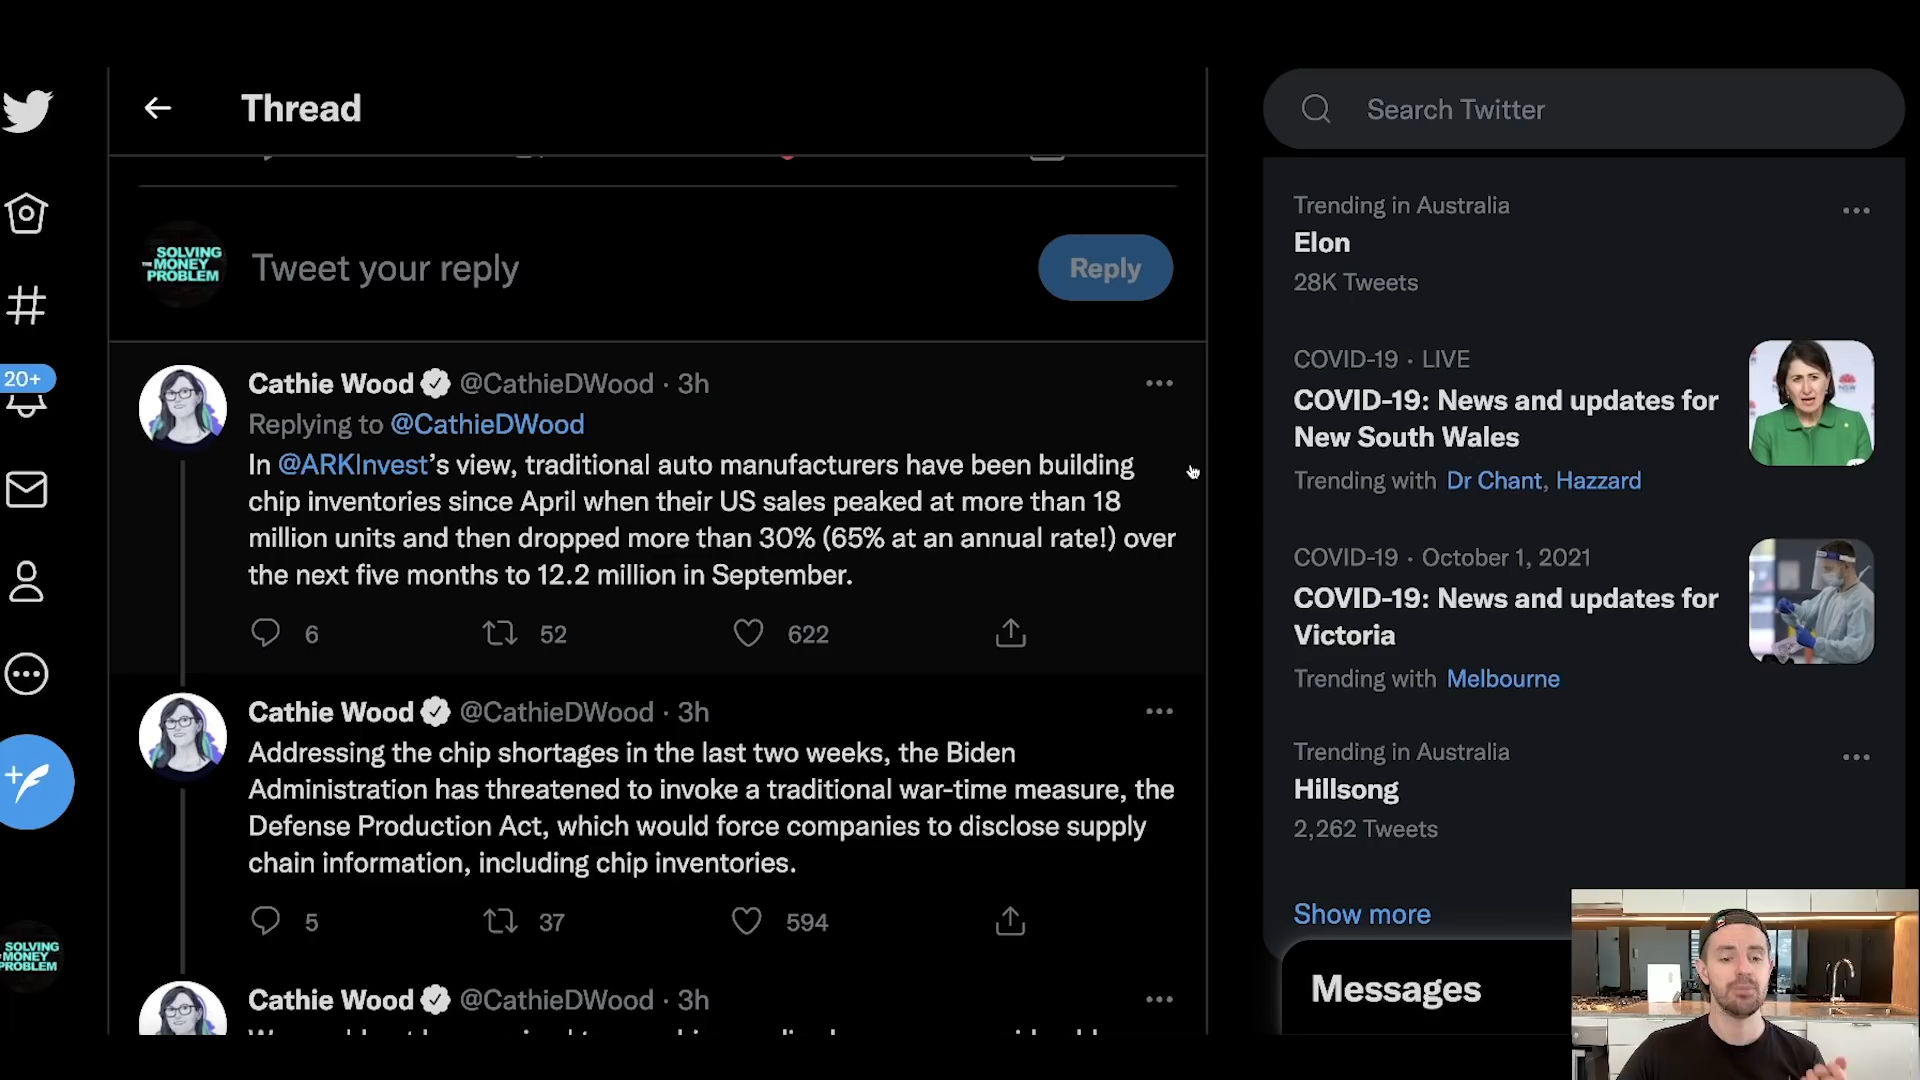 Thread
SOLVING
THE MONEY
PROBLEM
Tweet your reply
Reply
Cathie Wood @CathieDWood · 3h
Replying to @CathieDWood
In @ARKInvest's view, traditional auto manufacturers have been building
chip inventories since April when their US sales peaked at more than 18
million units and then dropped more than 30% (65% at an annual rate!) over
the next five months to 12.2 million in September.
6 52 622
Cathie Wood @CathieDWood · 3h
Addressing the chip shortages in the last two weeks, the Biden
Administration has threatened to invoke a traditional war-time measure, the
Defense Production Act, which would force companies to disclose supply
chain information, including chip inventories.
5 37 594
Cathie Wood @CathieDWood · 3h
20+
SOLVING
MONEY
PROBLEM
Search Twitter
Trending in Australia
Elon
28K Tweets
COVID-19 · LIVE
COVID-19: News and updates for
New South Wales
Trending with Dr Chant, Hazzard
COVID-19 · October 1, 2021
COVID-19: News and updates for
Victoria
Trending with Melbourne
Trending in Australia
Hillsong
2,262 Tweets
Show more
Messages